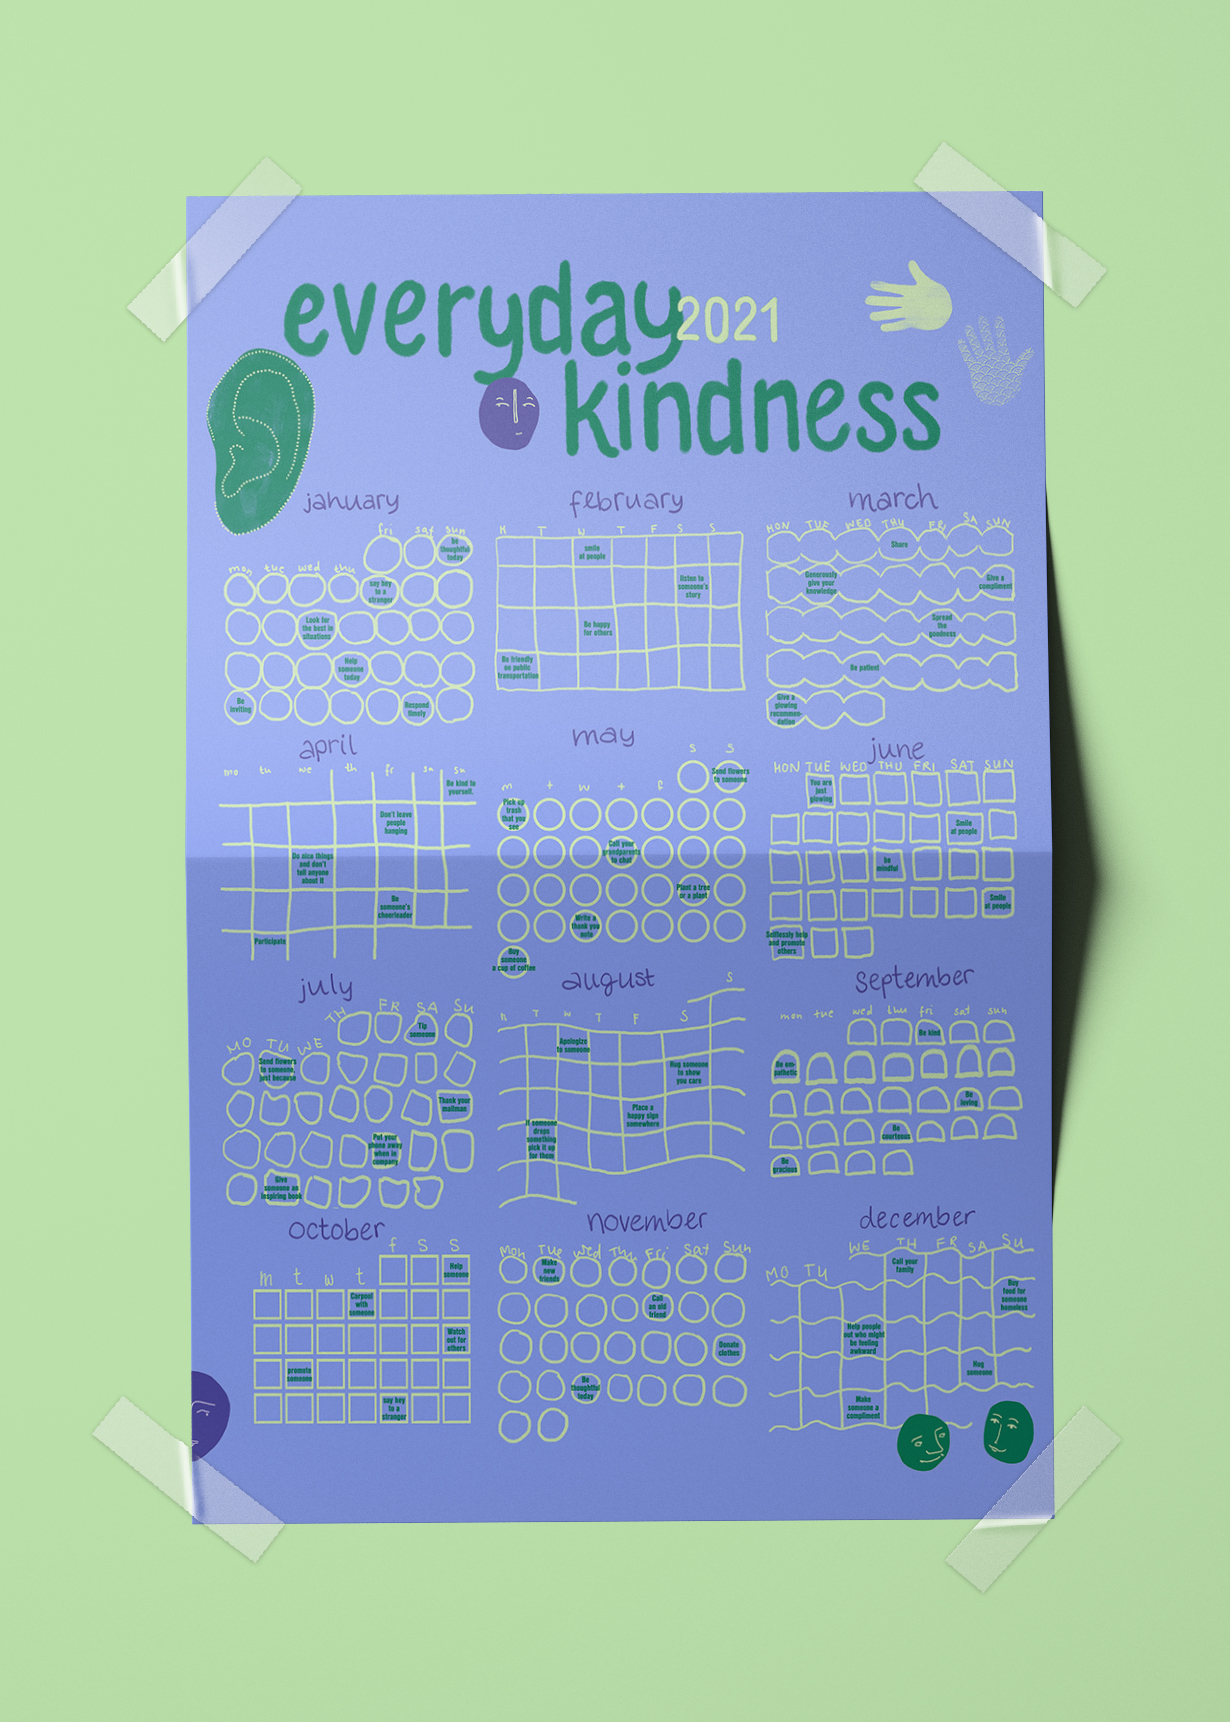 everyday 2021
kindness
january
fri sat sun
mon tue wed thu
be
thoughtful
today
say hey
to a
stranger
Look for
the best in
situations
Help
someone
today
Be
inviting
Respond
timely
february
M T W T F S S
smile
at people
listen to
someone's
story
Be happy
for others
Be friendly
on public
transportation
march
MON TUE WED THU FRI SA SUN
Share
Generously
give your
knowledge
Give a
compliment
Spread
the
goodness
Be patient
Give a
glowing
recommen-
dation
april
mo tu we th fr sa su
Be kind to
yourself.
Don't leave
people
hanging
Do nice things
and don't
tell anyone
about it
Be
someone's
cheerleader
Participate
may
S S
m t w t f
Send flowers
to someone
Pick up
trash
that you
see
Call your
grandparents
to chat
Plant a tree
or a plant
Write a
thank you
note
Buy
someone
a cup of coffee
june
MON TUE WED THU FRI SAT SUN
You are
just
glowing
Smile
at people
be
mindful
Smile
at people
Selflessly help
and promote
others
july
TH FR SA SU
MO TU WE
Tip
someone
Send flowers
to someone,
just because
Thank your
mailman
Put your
phone away
when in
company
Give
someone an
inspiring book
august
S
M T W T F S
Apologize
to someone
Hug someone
to show
you care
Place a
happy sign
somewhere
If someone
drops
something
pick it up
for them
september
mon tue wed thu fri sat sun
Be kind
Be em-
pathetic
Be
loving
Be
courteous
Be
gracious
october
f S S
m t w t
Help
someone
Carpool
with
someone
Watch
out for
others
promote
someone
say hey
to a
stranger
november
Mon Tue Wed Thu Fri Sat Sun
Make
new
friends
Call
an old
friend
Donate
clothes
Be
thoughtful
today
december
WE TH FR SA SU
MO TU
Call your
family
Buy
food for
someone
homeless
Help people
out who might
be feeling
awkward
Hug
someone
Make
someone a
compliment